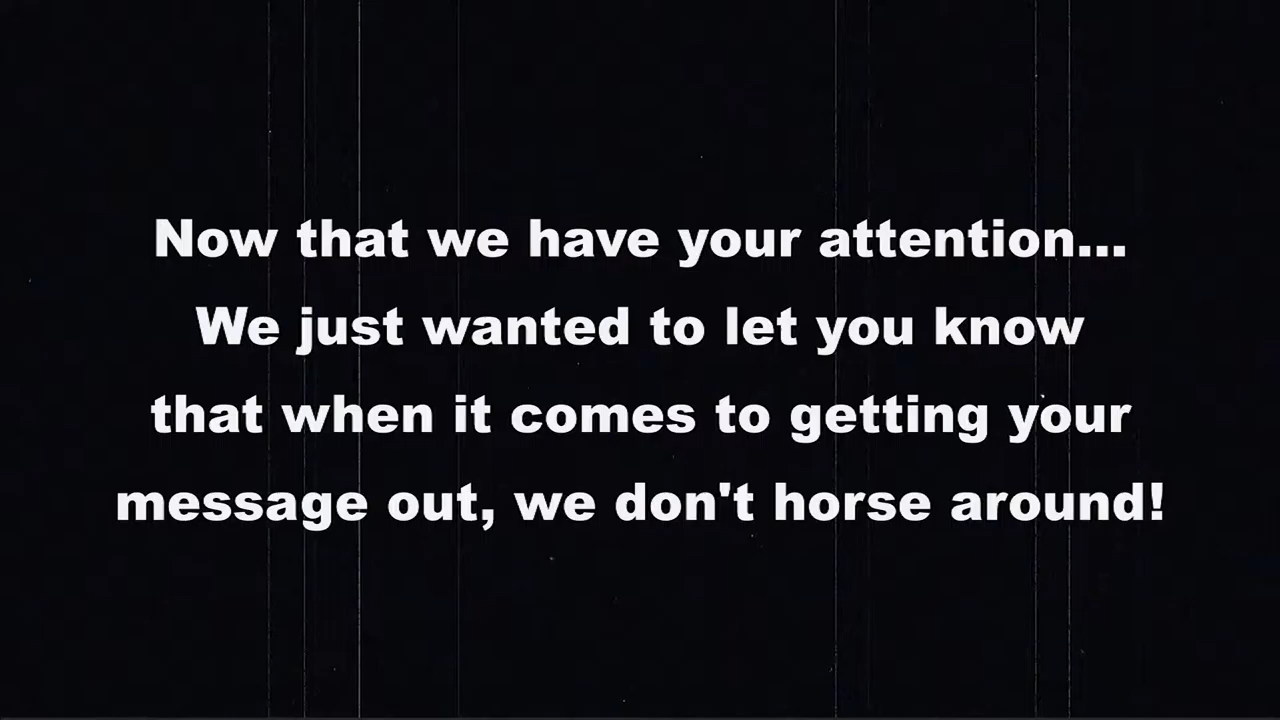 Now that we have your attention...
We just wanted to let you know
that when it comes to getting your
message out, we don't horse around!